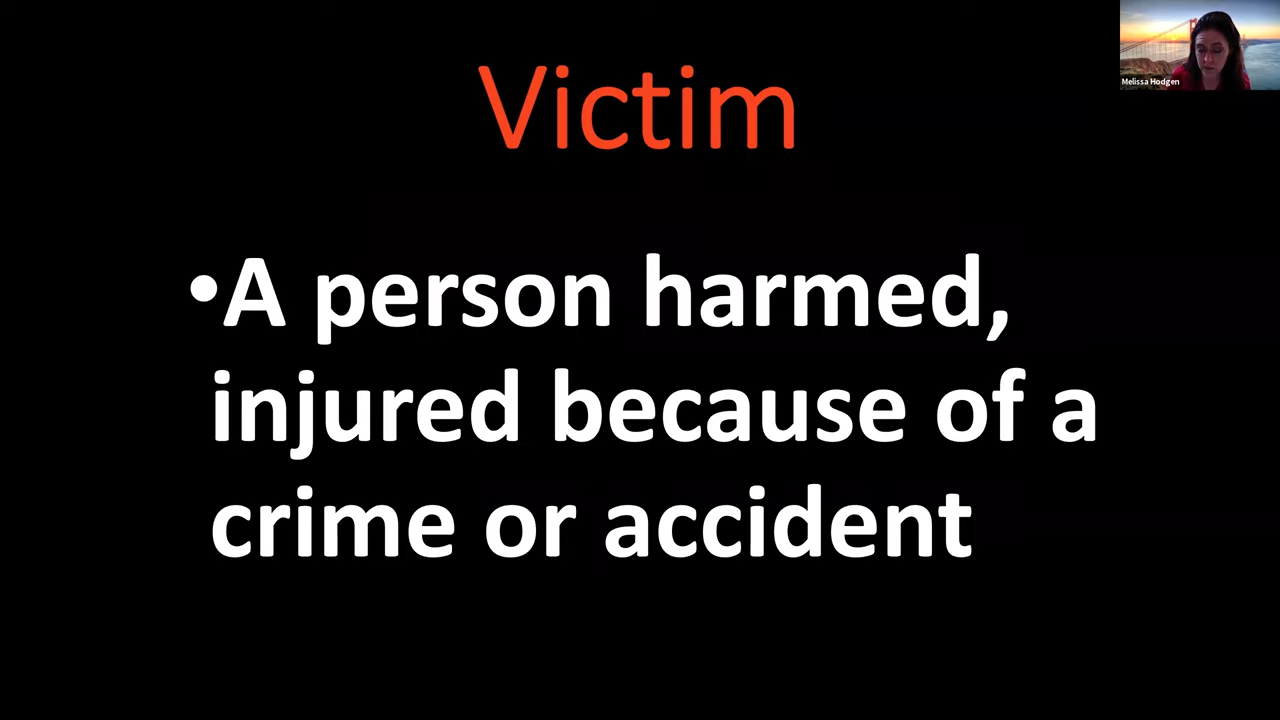 Victim
Melissa Hodgen
•A person harmed,
injured because of a
crime or accident